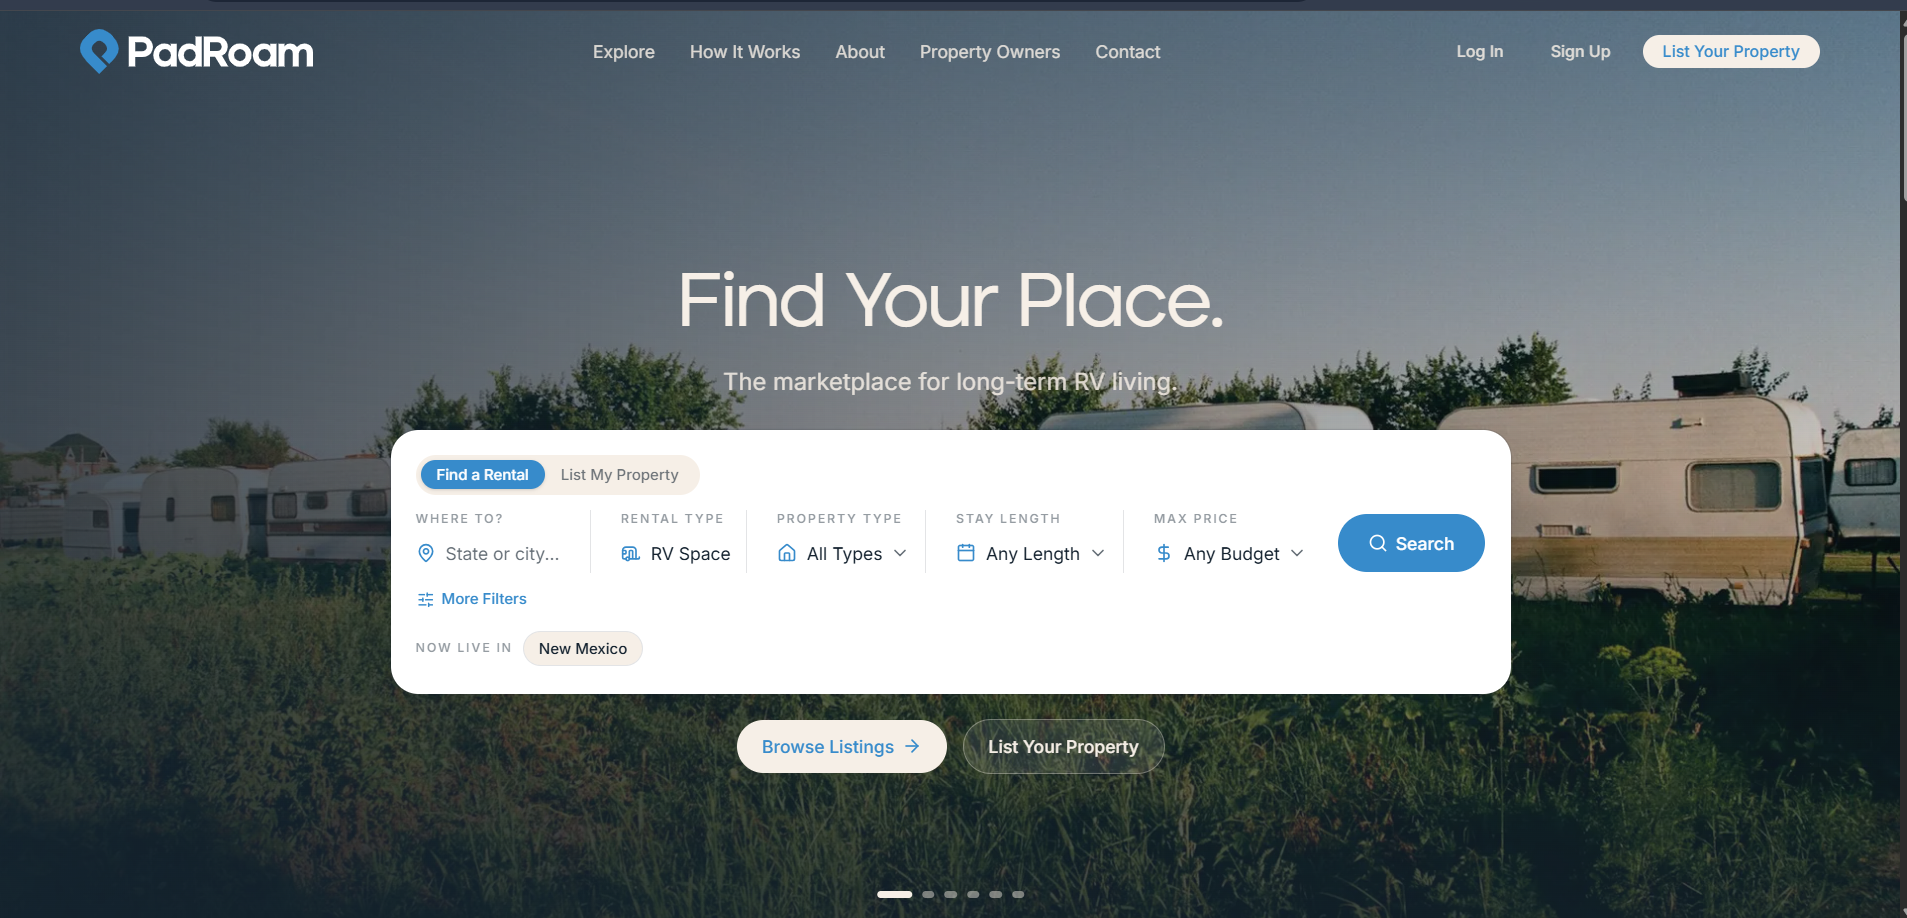 PadRoam
Explore How It Works About Property Owners Contact
Log In Sign Up List Your Property
Find Your Place.
The marketplace for long-term RV living.
Find a Rental List My Property
WHERE TO? RENTAL TYPE PROPERTY TYPE STAY LENGTH MAX PRICE
State or city... RV Space All Types Any Length Any Budget Search
More Filters
NOW LIVE IN New Mexico
Browse Listings → List Your Property